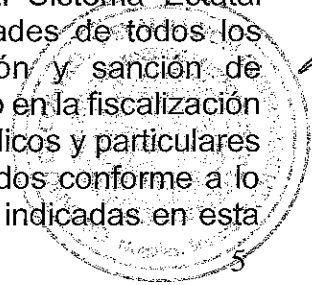 Sistema Estatal
ades de todos los
ón y sanción de
o en la fiscalización
licos y particulares
dos conforme a lo
indicadas en esta
5